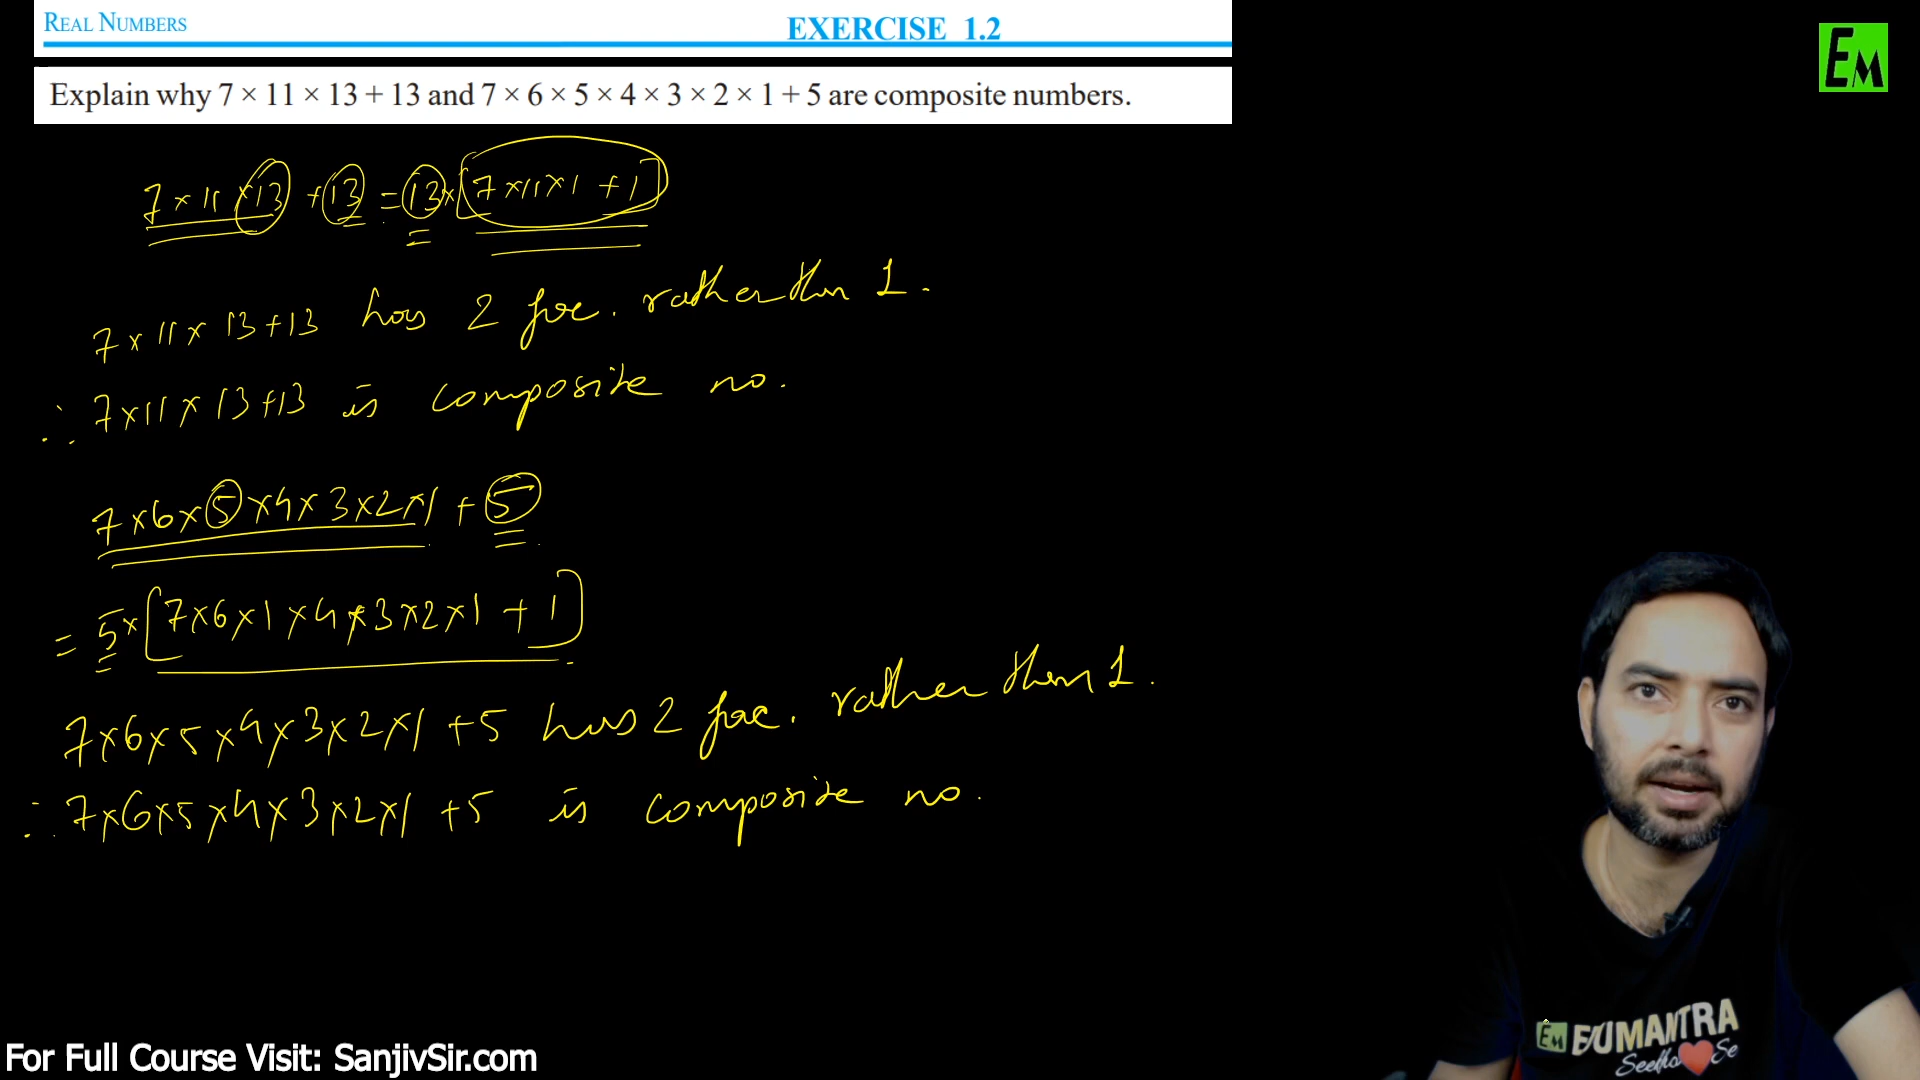 REAL NUMBERS
EXERCISE 1.2
EM
Explain why 7 × 11 × 13 + 13 and 7 × 6 × 5 × 4 × 3 × 2 × 1 + 5 are composite numbers.
7 × 11 × 13 + 13 = 13 × [7 × 11 × 1 + 1]
7 × 11 × 13 + 13 has 2 fac. rather than 1.
∴ 7 × 11 × 13 + 13 is composite no.
7 × 6 × 5 × 4 × 3 × 2 × 1 + 5
= 5 × [7 × 6 × 1 × 4 × 3 × 2 × 1 + 1]
7 × 6 × 5 × 4 × 3 × 2 × 1 + 5 has 2 fac. rather than 1.
∴ 7 × 6 × 5 × 4 × 3 × 2 × 1 + 5 is composite no.
EM EDUMANTRA
Seekho Se
For Full Course Visit: SanjivSir.com